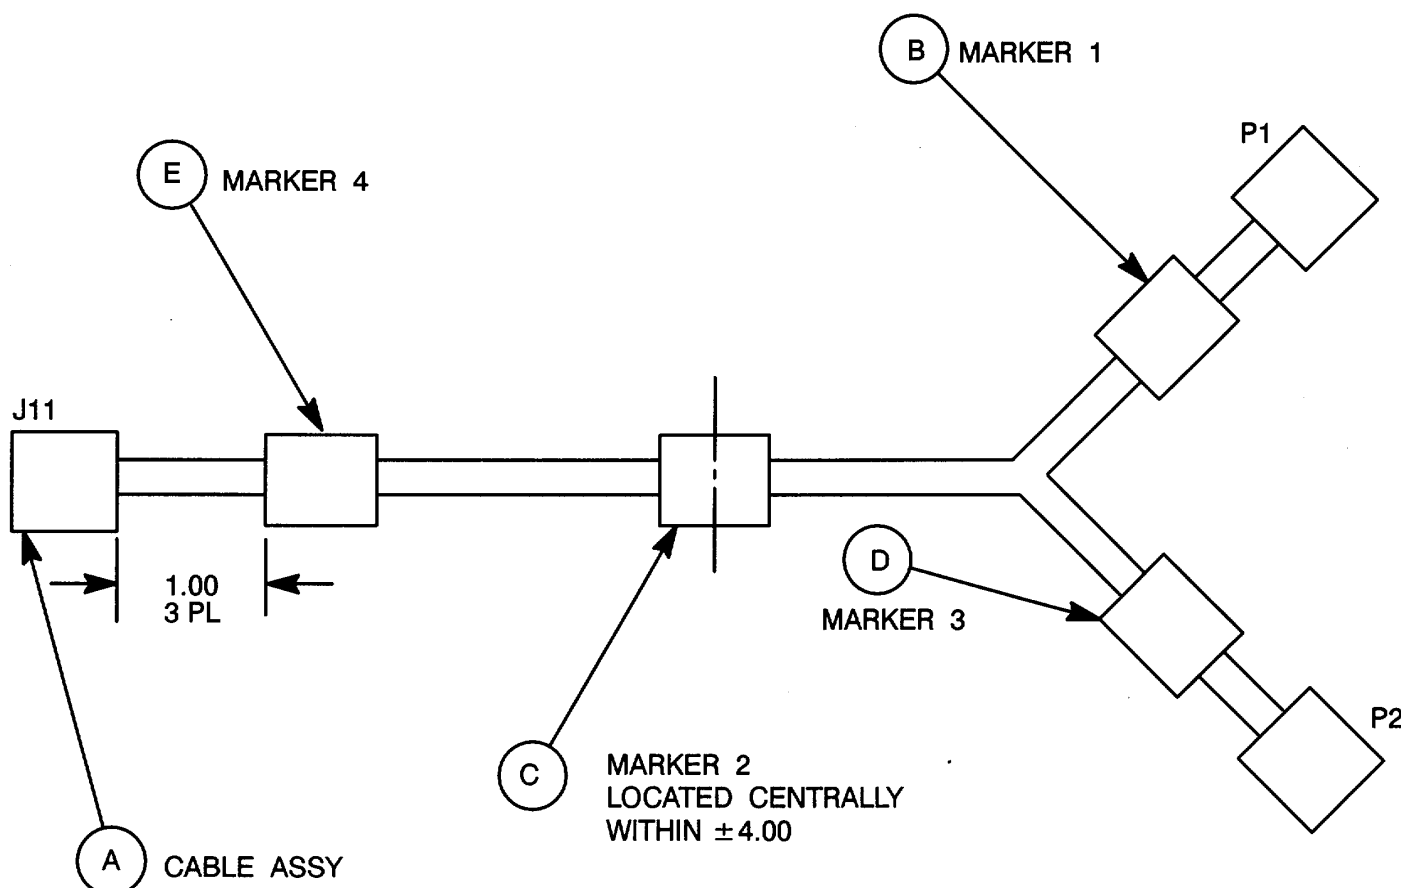 B MARKER 1
P1
E MARKER 4
J11
1.00
3 PL
D
MARKER 3
P2
C MARKER 2
LOCATED CENTRALLY
WITHIN ±4.00
A CABLE ASSY